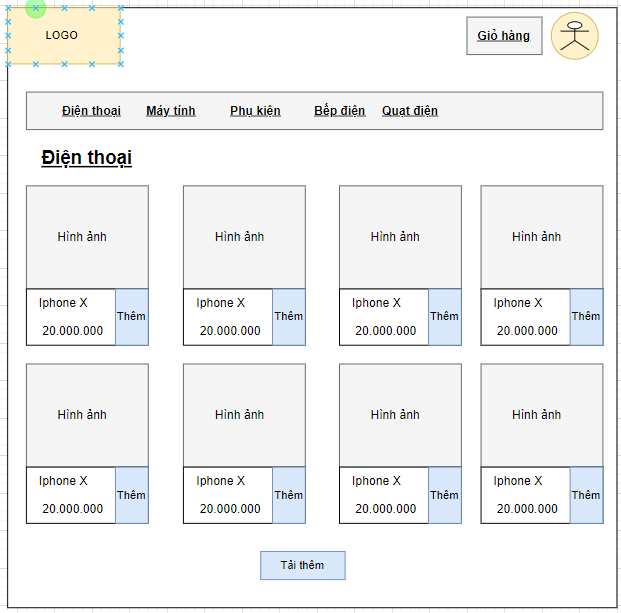 LOGO
Giỏ hàng
Điện thoại Máy tính Phụ kiện Bếp điện Quạt điện
Điện thoại
Hình ảnh Hình ảnh Hình ảnh Hình ảnh
Iphone X Iphone X Iphone X Iphone X
Thêm Thêm Thêm Thêm
20.000.000 20.000.000 20.000.000 20.000.000
Hình ảnh Hình ảnh Hình ảnh Hình ảnh
Iphone X Iphone X Iphone X Iphone X
Thêm Thêm Thêm Thêm
20.000.000 20.000.000 20.000.000 20.000.000
Tải thêm